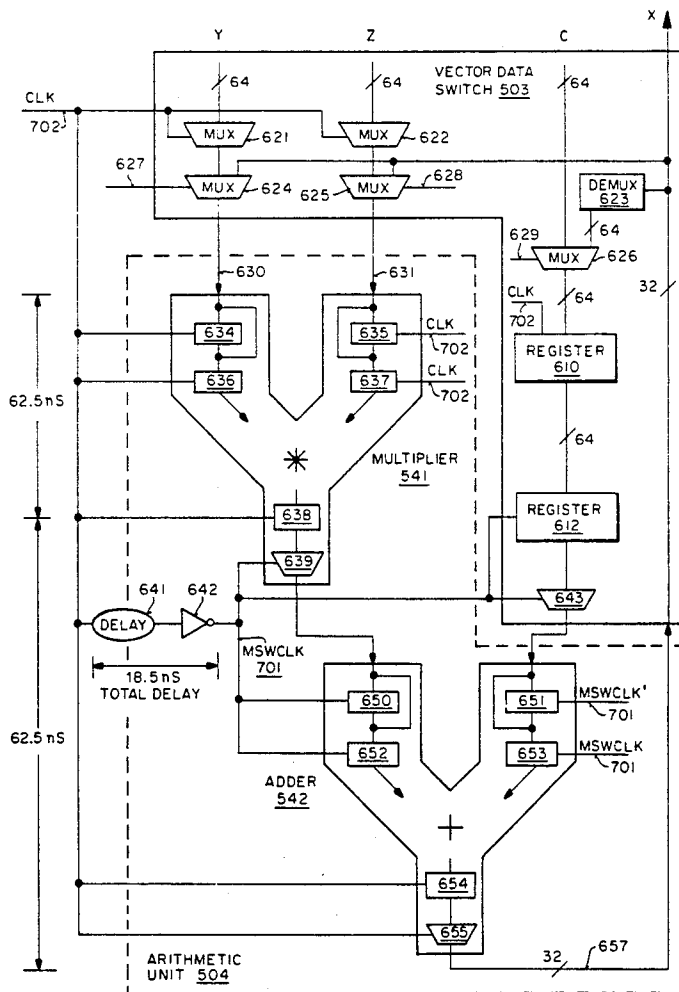 X
Y Z C
VECTOR DATA
SWITCH 503
64 64 64
CLK
702
MUX 621
MUX 622
627
MUX 624
625 MUX
628
DEMUX
623
64
629
MUX 626
630
631
32
CLK
702
64
634
635
CLK
702
REGISTER
610
636
637
CLK
702
62.5nS
64
MULTIPLIER
541
638
REGISTER
612
639
641
642
DELAY
643
MSWCLK
701
18.5nS
TOTAL DELAY
650
651
MSWCLK'
701
62.5nS
652
653
MSWCLK
701
ADDER
542
+
654
655
ARITHMETIC
UNIT 504
32
657